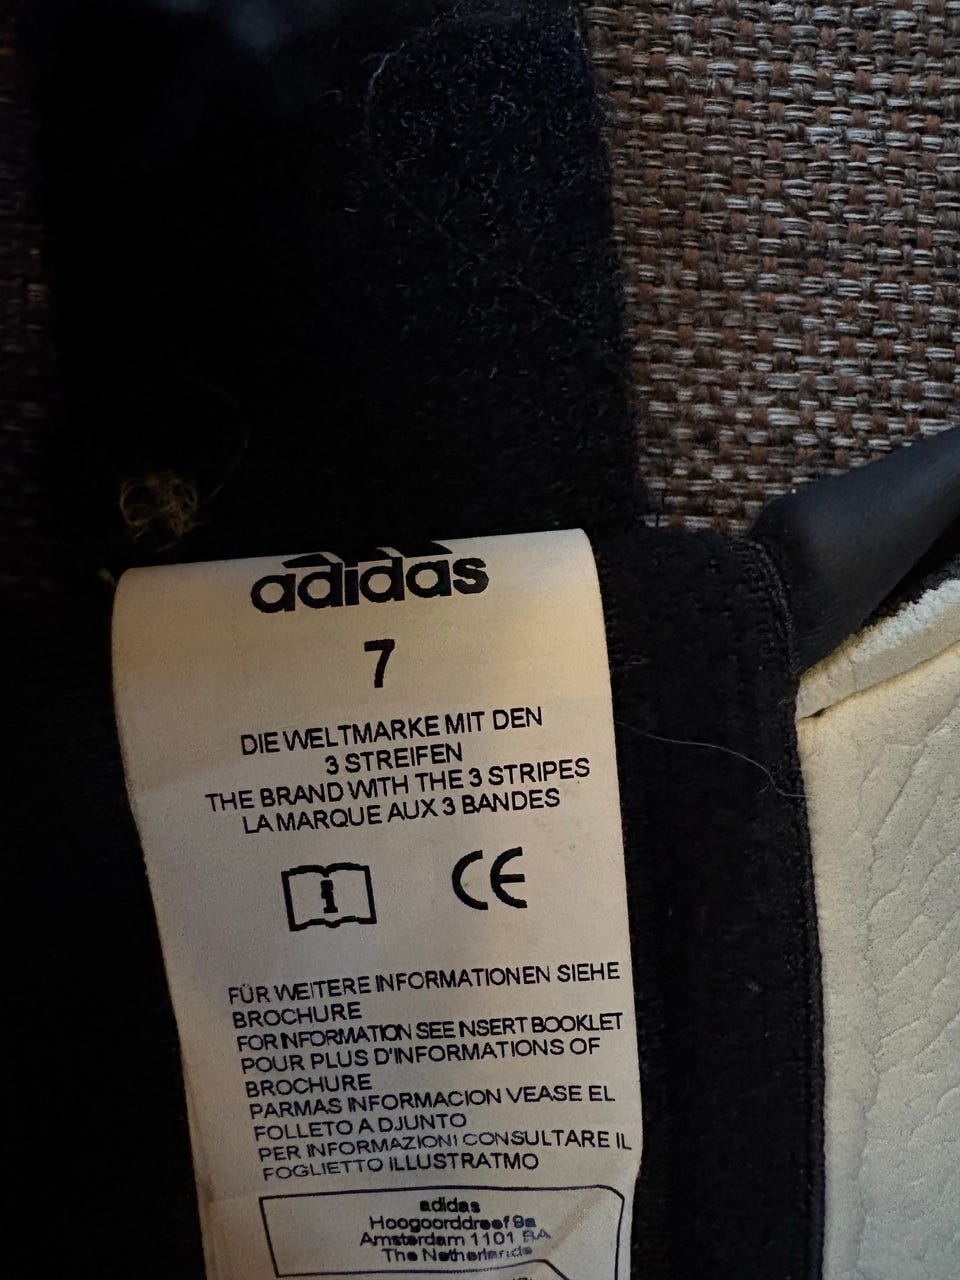 adidas
7
DIE WELTMARKE MIT DEN
3 STREIFEN
THE BRAND WITH THE 3 STRIPES
LA MARQUE AUX 3 BANDES
i
CE
FÜR WEITERE INFORMATIONEN SIEHE
BROCHURE
FOR INFORMATION SEE INSERT BOOKLET
POUR PLUS D'INFORMATIONS OF
BROCHURE
PARMAS INFORMACION VEASE EL
FOLLETO A DJUNTO
PER INFORMAZIONI CONSULTARE IL
FOGLIETTO ILLUSTRATMO
adidas
Hoogoorddreef 9a
Amsterdam 1101 BA
The Netherlands